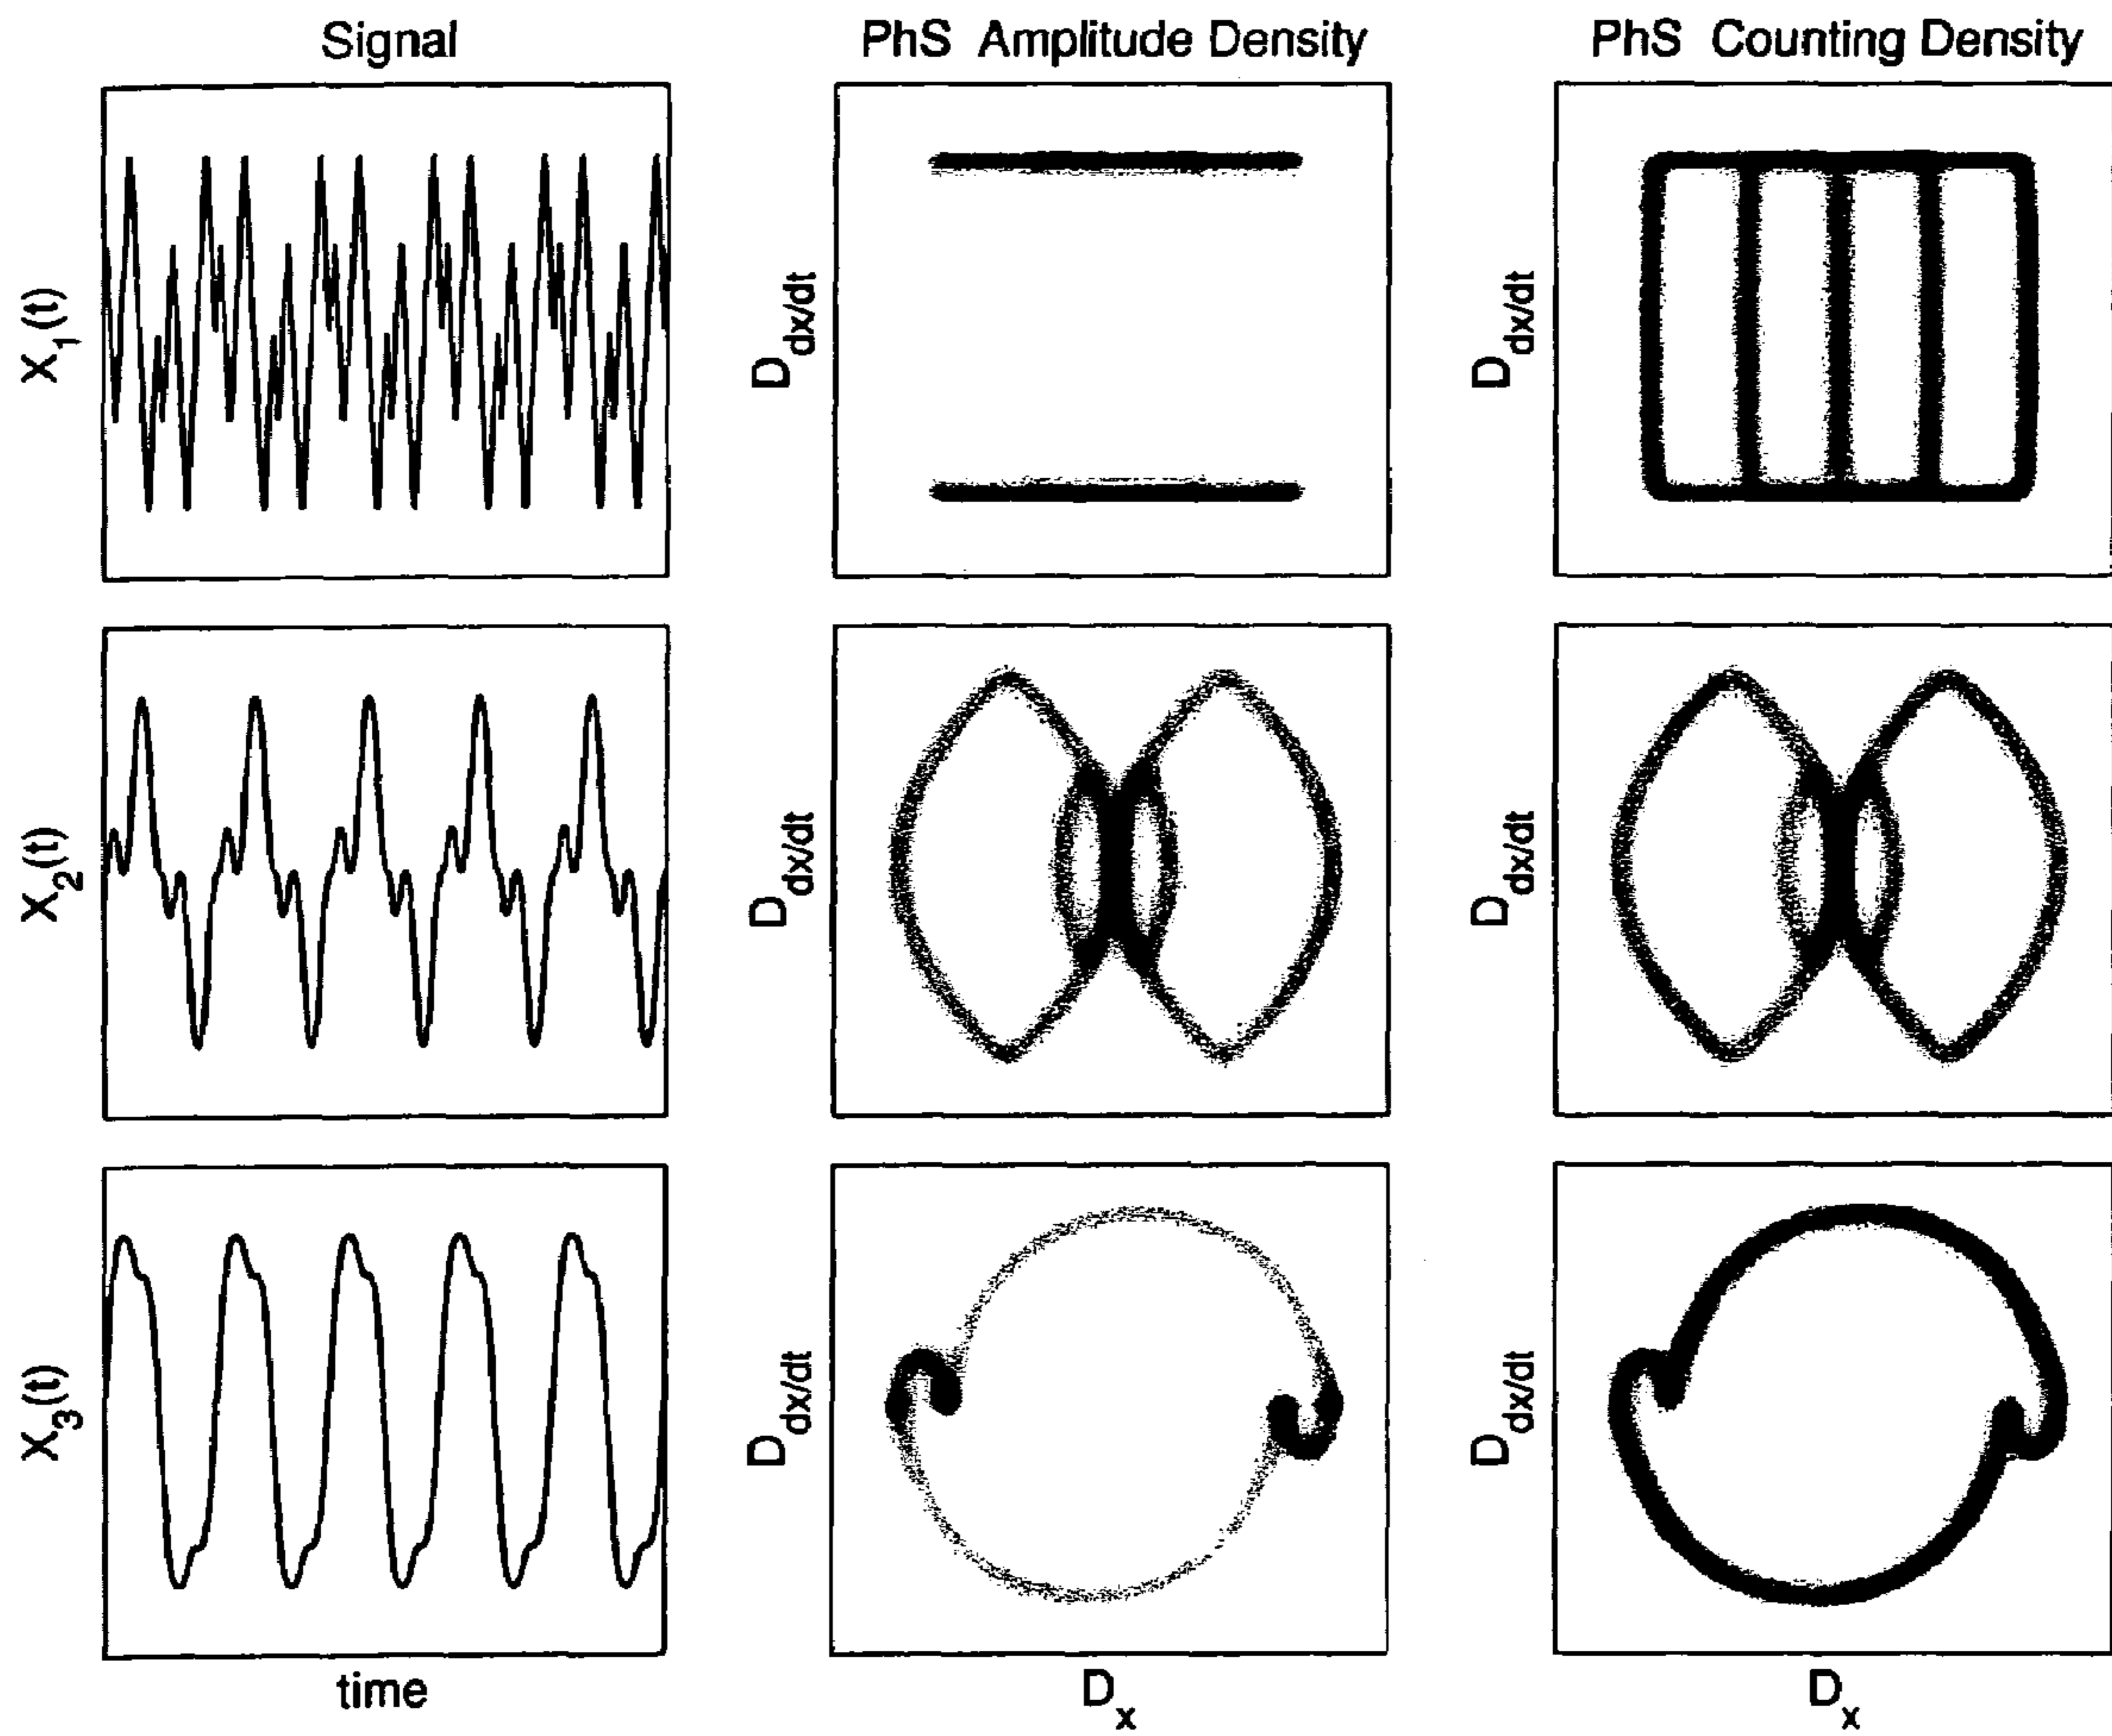 Signal
PhS Amplitude Density
PhS Counting Density
X1(t)
Ddx/dt
Ddx/dt
X2(t)
Ddx/dt
Ddx/dt
X3(t)
Ddx/dt
Ddx/dt
time
Dx
Dx